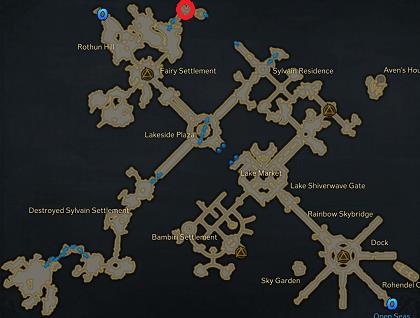 Rothun Hill
Fairy Settlement
Sylvain Residence
Aven's Hou
Lakeside Plaza
Lake Market
Lake Shiverwave Gate
Destroyed Sylvain Settlement
Rainbow Skybridge
Bambiri Settlement
Dock
Sky Garden
Rohendel
Open Seas